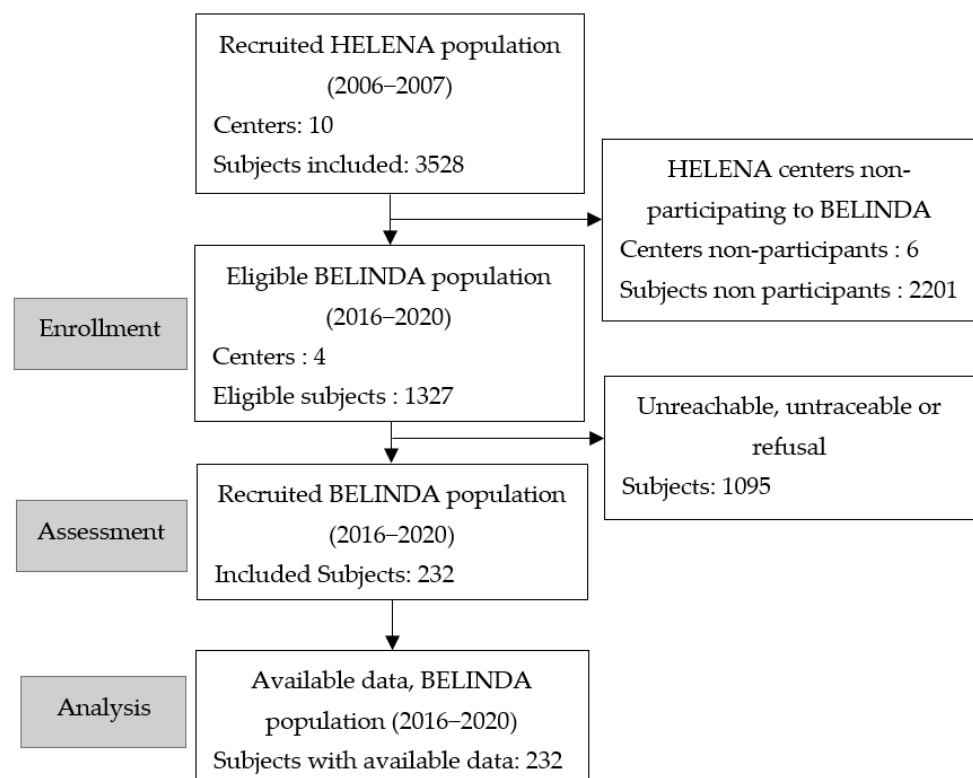 Recruited HELENA population
(2006–2007)
Centers: 10
Subjects included: 3528
HELENA centers non-
participating to BELINDA
Centers non-participants : 6
Subjects non participants : 2201
Enrollment
Eligible BELINDA population
(2016–2020)
Centers : 4
Eligible subjects : 1327
Unreachable, untraceable or
refusal
Subjects: 1095
Assessment
Recruited BELINDA population
(2016–2020)
Included Subjects: 232
Analysis
Available data, BELINDA
population (2016–2020)
Subjects with available data: 232